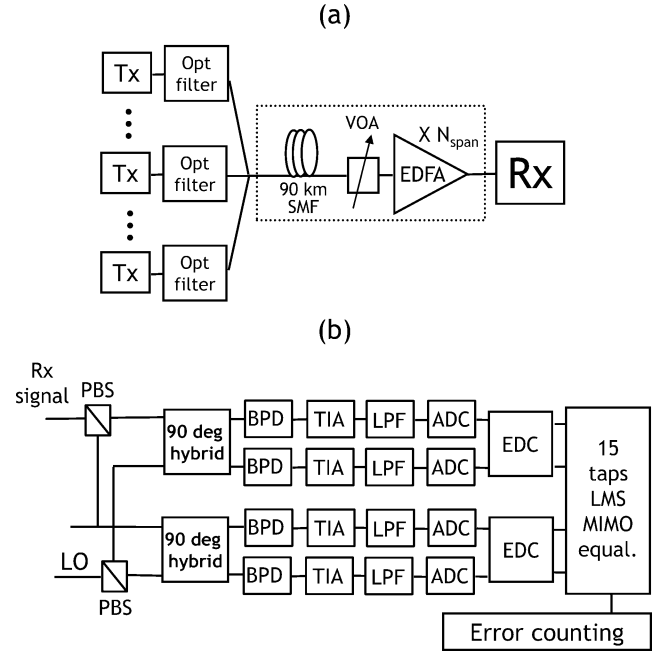 (a)
Tx
Opt
filter
Tx
Opt
filter
Tx
Opt
filter
90 km
SMF
VOA
EDFA
X Nspan
Rx
(b)
Rx
signal
PBS
LO
PBS
90 deg
hybrid
BPD TIA LPF ADC
BPD TIA LPF ADC
EDC
90 deg
hybrid
BPD TIA LPF ADC
BPD TIA LPF ADC
EDC
15
taps
LMS
MIMO
equal.
Error counting